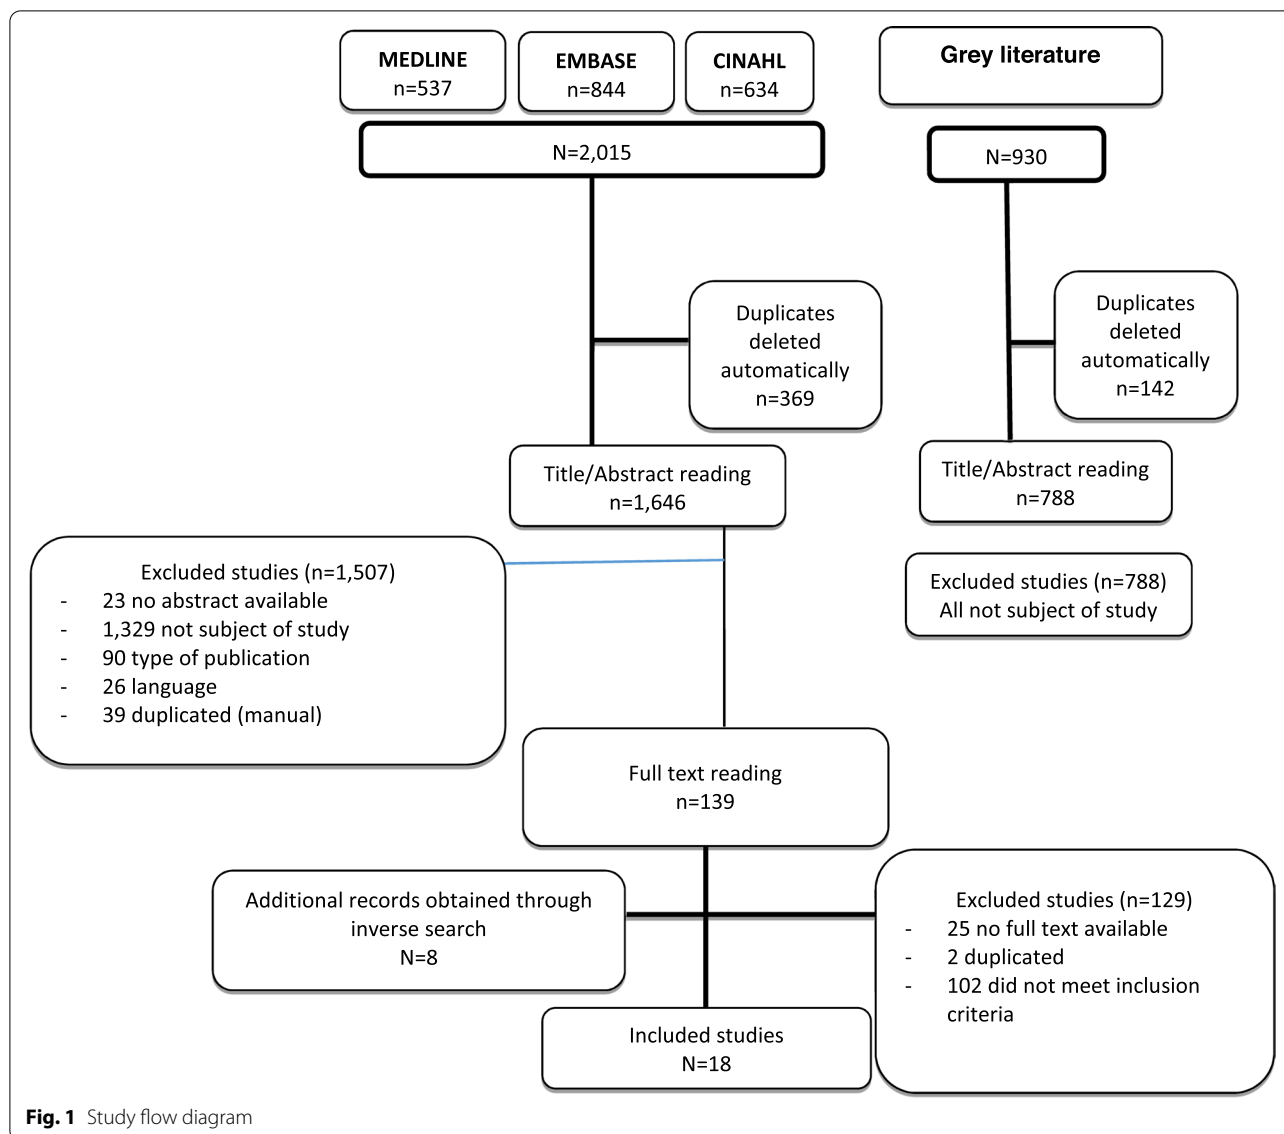 MEDLINE
n=537
EMBASE
n=844
CINAHL
n=634
Grey literature
N=2,015
N=930
Duplicates
deleted
automatically
n=369
Duplicates
deleted
automatically
n=142
Title/Abstract reading
n=1,646
Title/Abstract reading
n=788
Excluded studies (n=1,507)
- 23 no abstract available
- 1,329 not subject of study
- 90 type of publication
- 26 language
- 39 duplicated (manual)
Excluded studies (n=788)
All not subject of study
Full text reading
n=139
Additional records obtained through
inverse search
N=8
Excluded studies (n=129)
- 25 no full text available
- 2 duplicated
- 102 did not meet inclusion
criteria
Included studies
N=18
Fig. 1 Study flow diagram